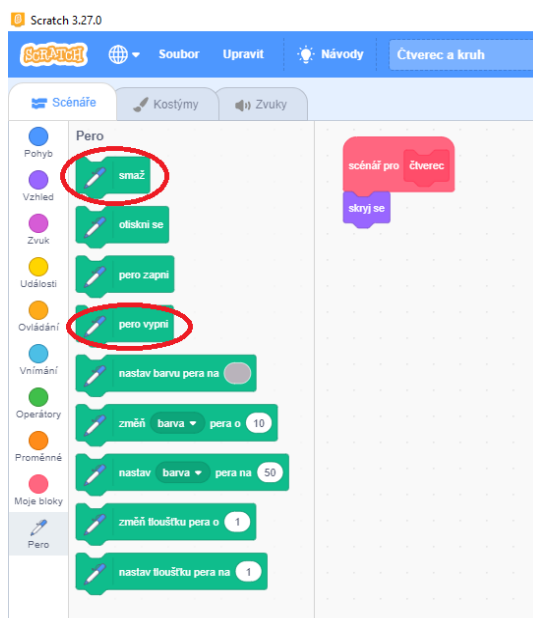 Scratch 3.27.0
SCRATCH Soubor Upravit Návody Čtverec a kruh
Scénáře Kostýmy Zvuky
Pohyb
Vzhled
Zvuk
Události
Ovládání
Vnímání
Operátory
Proměnné
Moje bloky
Pero
Pero
smaž
otiskni se
pero zapni
pero vypni
nastav barvu pera na
změň barva pera o 10
nastav barva pera na 50
změň tloušťku pera o 1
nastav tloušťku pera na 1
scénář pro čtverec
skryj se